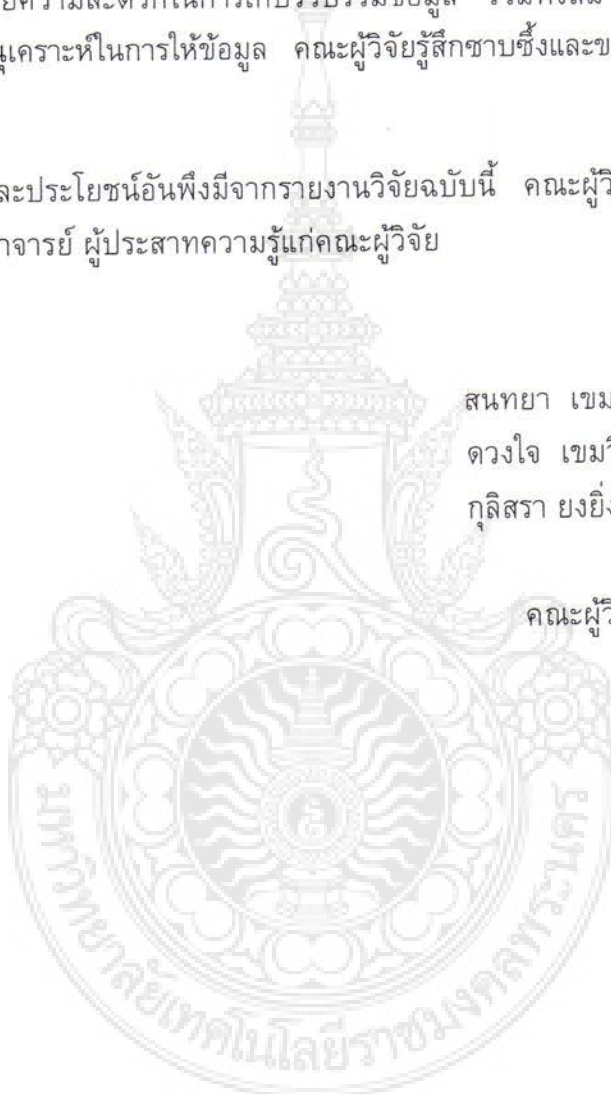 ความสะดวกในการเก็บรวบรวมข้อมูล
ุเคราะห์ในการให้ข้อมูล คณะผู้วิจัยรู้สึกซาบซึ้งและข
ละประโยชน์อันพึงมีจากรายงานวิจัยฉบับนี้ คณะผู้วิ
าจารย์ ผู้ประสาทความรู้แก่คณะผู้วิจัย
สนทยา เขม
ดวงใจ เขมวิ
กุลิสรา ยงยิ่ง
คณะผู้วิ
มหาวิทยาลัยเทคโนโลยีราชมงคลพระนคร